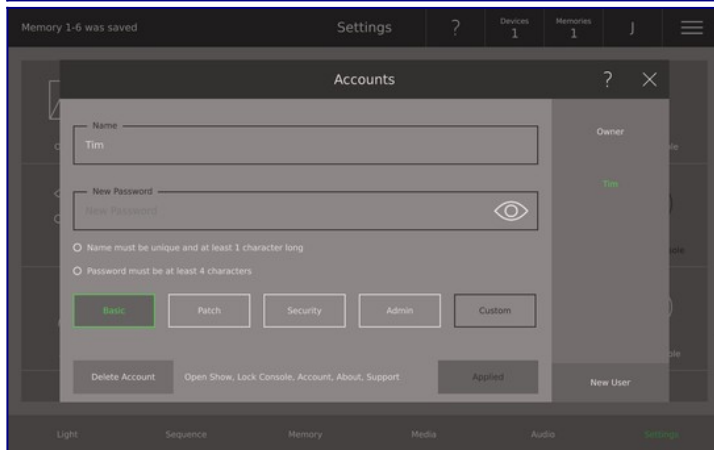 Memory 1-6 was saved
Settings
?
Devices
1
Memories
1
J
Accounts
?
Name
Tim
Owner
New Password
New Password
Tim
Name must be unique and at least 1 character long
Password must be at least 4 characters
Basic
Patch
Security
Admin
Custom
Delete Account
Open Show, Lock Console, Account, About, Support
Applied
New User
Light
Sequence
Memory
Media
Audio
Settings